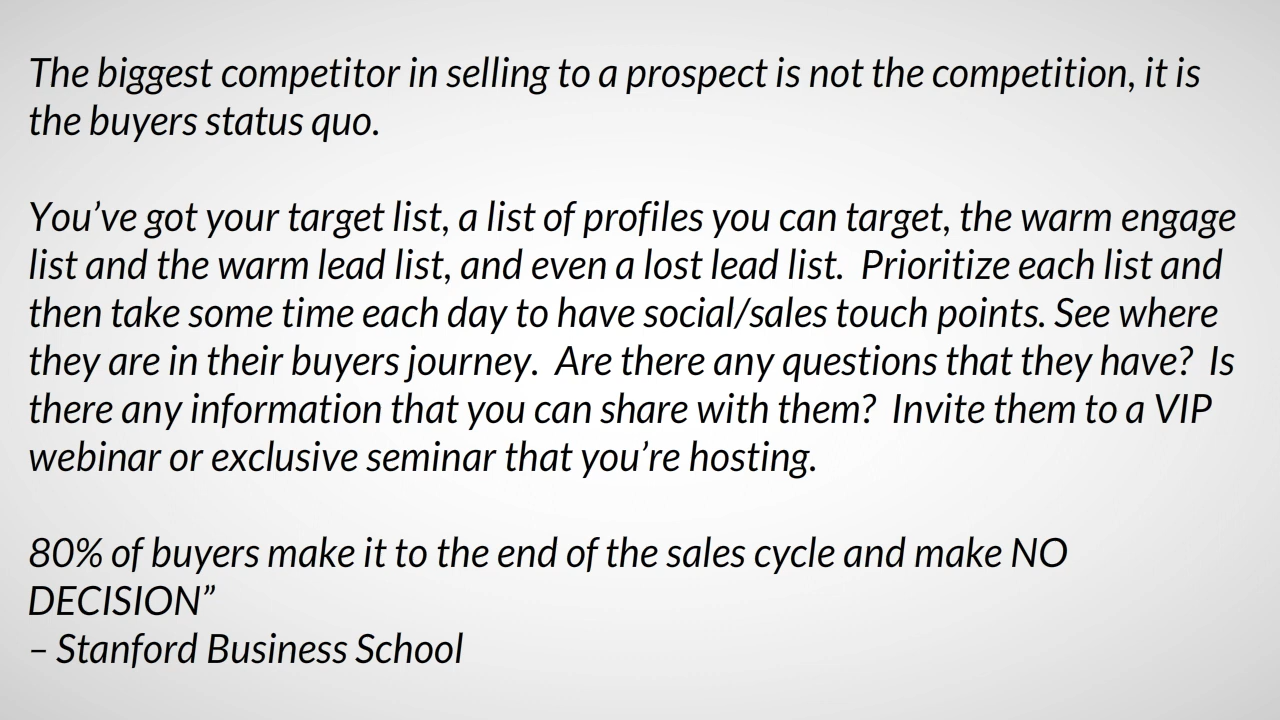 The biggest competitor in selling to a prospect is not the competition, it is
the buyers status quo.
You’ve got your target list, a list of profiles you can target, the warm engage
list and the warm lead list, and even a lost lead list.  Prioritize each list and
then take some time each day to have social/sales touch points. See where
they are in their buyers journey.  Are there any questions that they have?  Is
there any information that you can share with them?  Invite them to a VIP
webinar or exclusive seminar that you’re hosting.
80% of buyers make it to the end of the sales cycle and make NO
DECISION”
– Stanford Business School